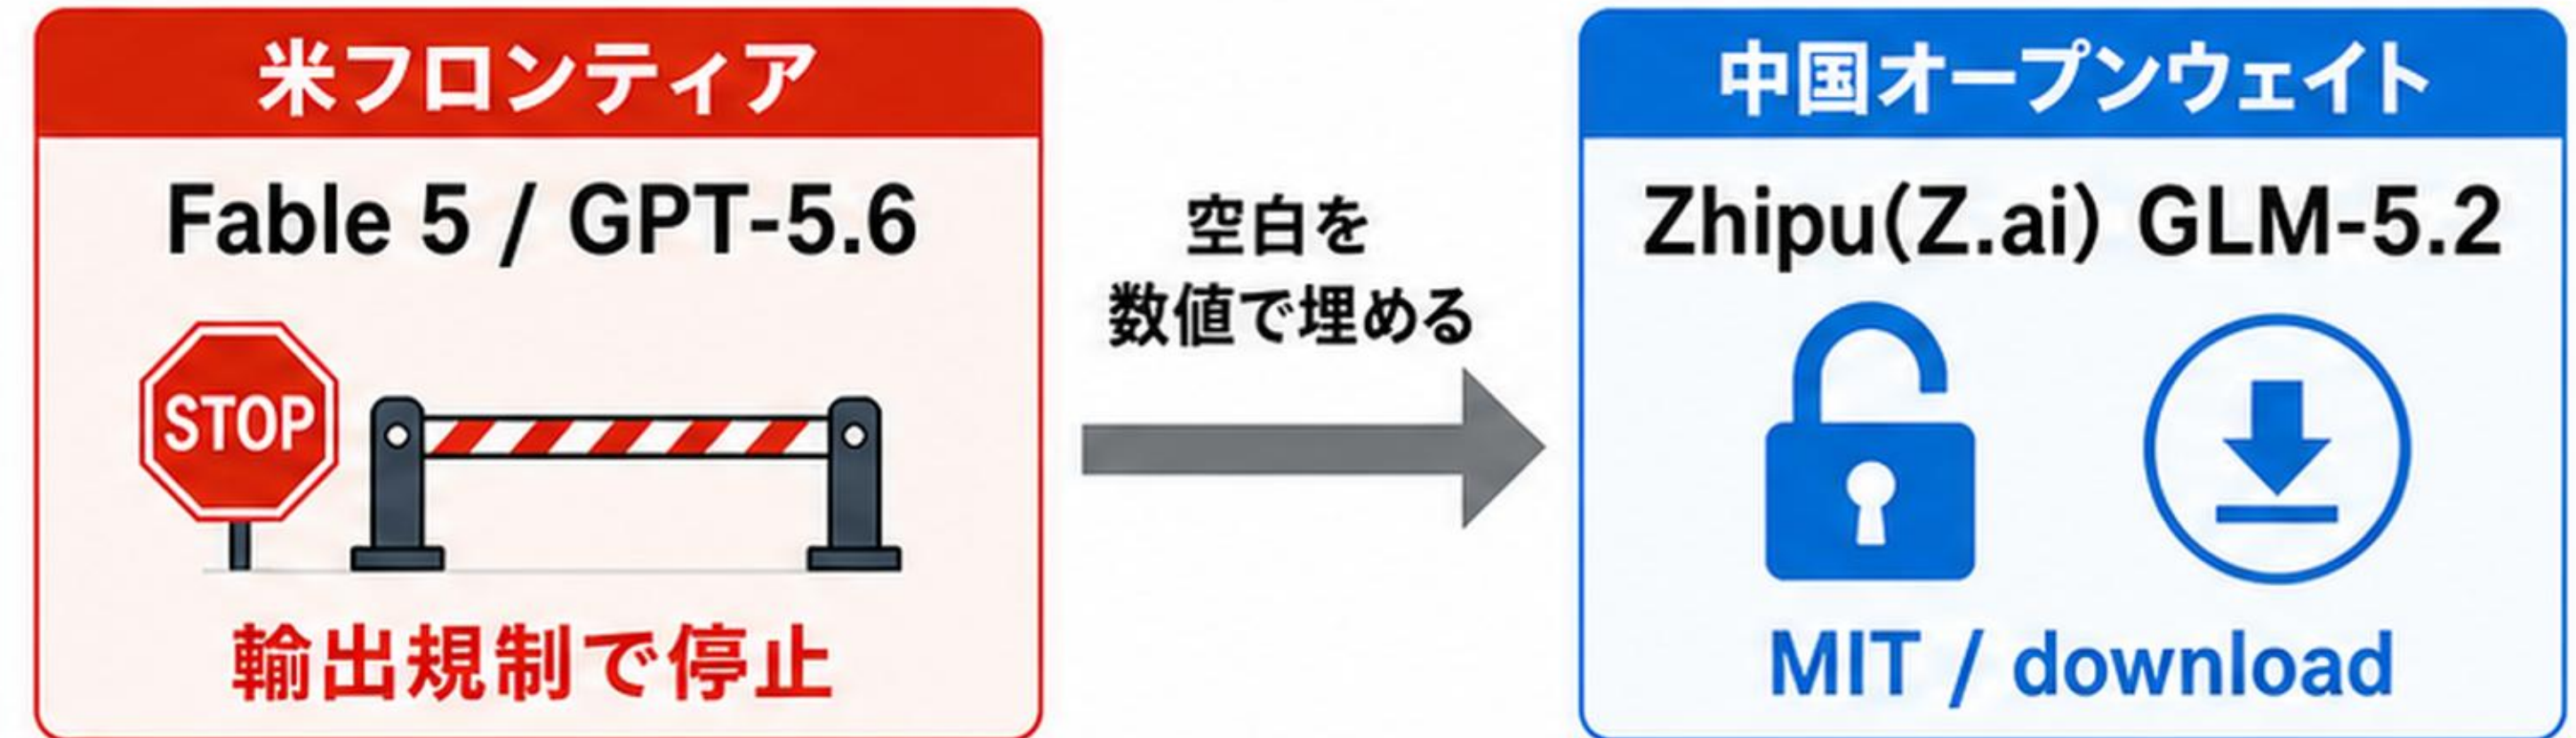 米フロンティア
Fable 5 / GPT-5.6
STOP
輸出規制で停止
空白を
数値で埋める
中国オープンウェイト
Zhipu(Z.ai) GLM-5.2
MIT / download